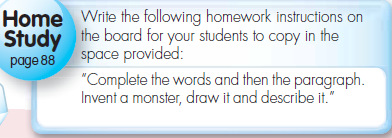 Home
Study
page 88
Write the following homework instructions on
the board for your students to copy in the
space provided:
"Complete the words and then the paragraph.
Invent a monster, draw it and describe it."